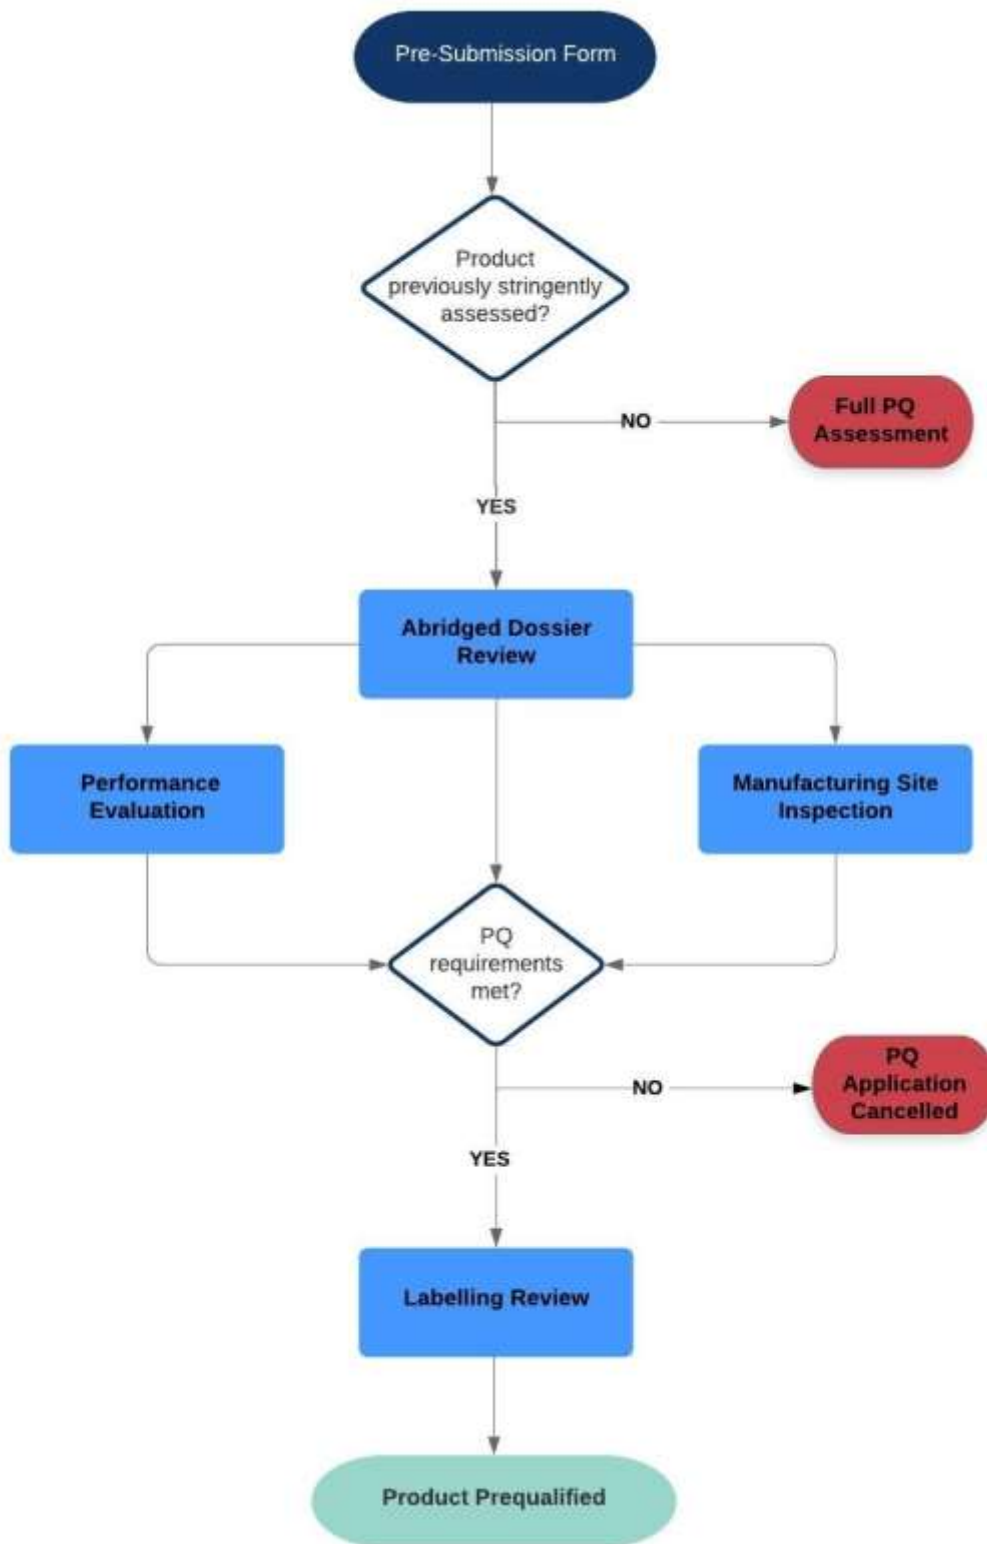 Pre-Submission Form
Product
previously stringently
assessed?
NO
Full PQ
Assessment
YES
Abridged Dossier
Review
Performance
Evaluation
Manufacturing Site
Inspection
PQ
requirements
met?
NO
PQ
Application
Cancelled
YES
Labelling Review
Product Prequalified